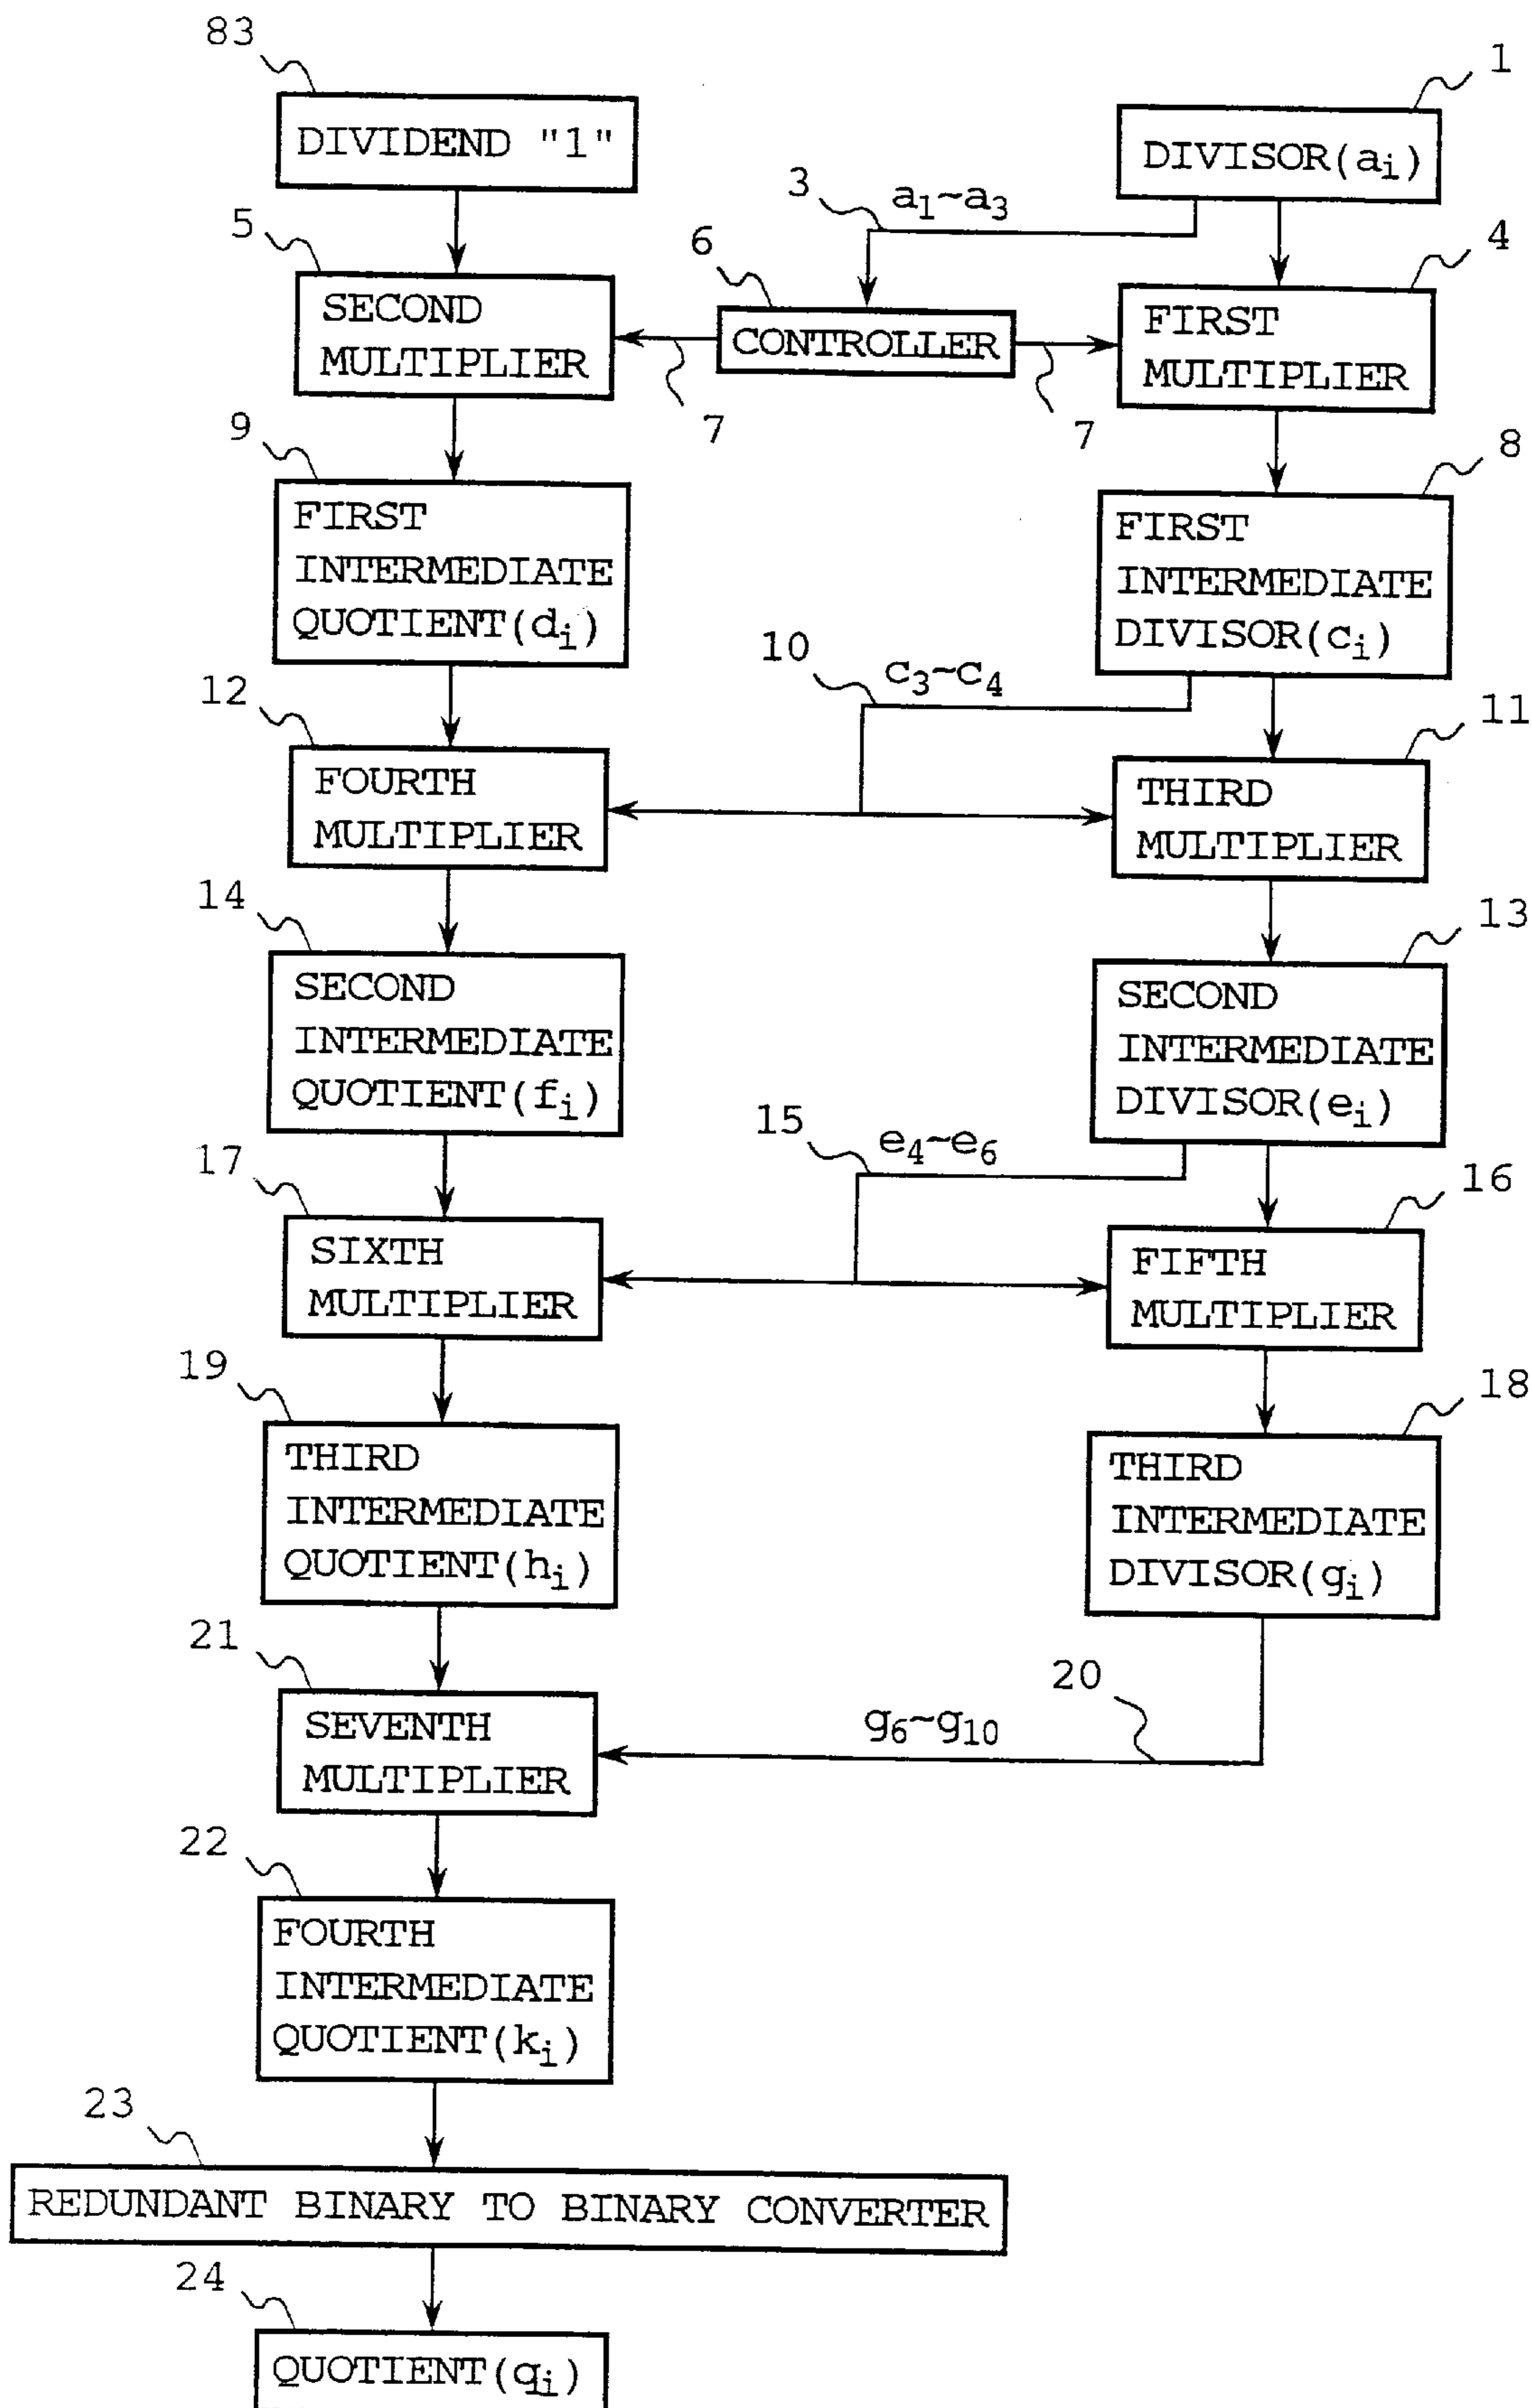 83
DIVIDEND "1"
1
DIVISOR(ai)
3
a1~a3
5
SECOND
MULTIPLIER
6
CONTROLLER
4
FIRST
MULTIPLIER
7
7
9
FIRST
INTERMEDIATE
QUOTIENT(di)
8
FIRST
INTERMEDIATE
DIVISOR(ci)
10
c3~c4
12
FOURTH
MULTIPLIER
11
THIRD
MULTIPLIER
14
SECOND
INTERMEDIATE
QUOTIENT(fi)
13
SECOND
INTERMEDIATE
DIVISOR(ei)
15
e4~e6
17
SIXTH
MULTIPLIER
16
FIFTH
MULTIPLIER
19
THIRD
INTERMEDIATE
QUOTIENT(hi)
18
THIRD
INTERMEDIATE
DIVISOR(gi)
21
SEVENTH
MULTIPLIER
20
g6~g10
22
FOURTH
INTERMEDIATE
QUOTIENT(ki)
23
REDUNDANT BINARY TO BINARY CONVERTER
24
QUOTIENT(qi)